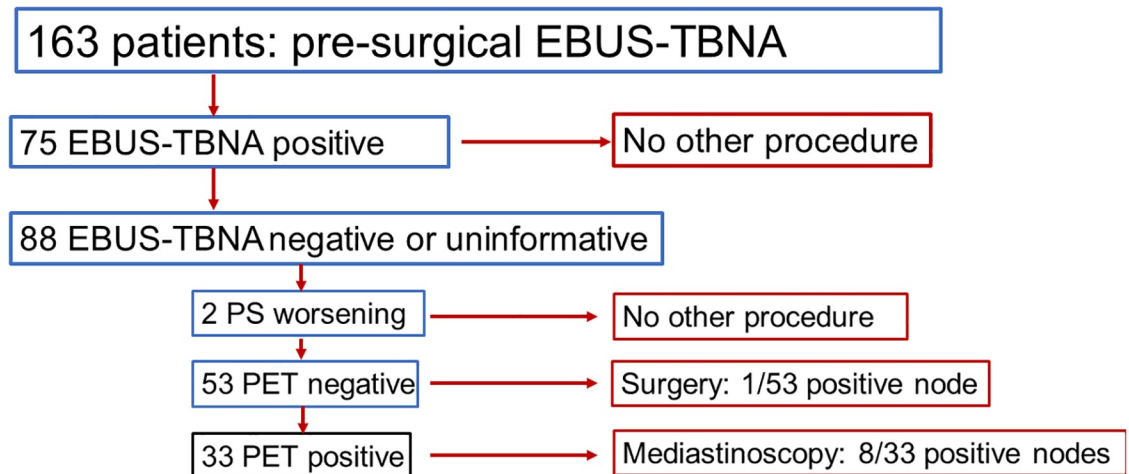 163 patients: pre-surgical EBUS-TBNA
75 EBUS-TBNA positive
No other procedure
88 EBUS-TBNA negative or uninformative
2 PS worsening
No other procedure
53 PET negative
Surgery: 1/53 positive node
33 PET positive
Mediastinoscopy: 8/33 positive nodes